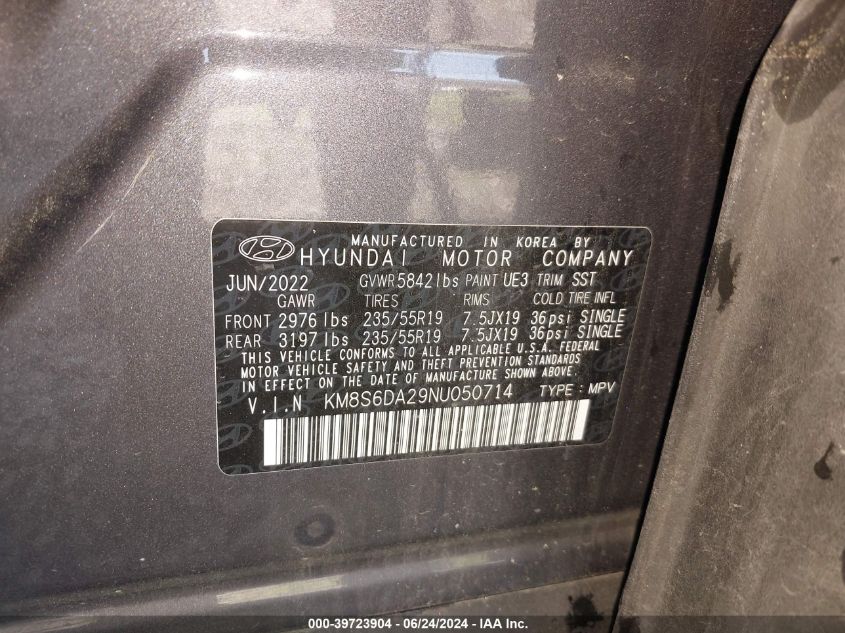 MANUFACTURED IN KOREA BY
HYUNDAI MOTOR COMPANY
JUN/2022 GVWR 5842 lbs PAINT UE3 TRIM SST
GAWR TIRES RIMS COLD TIRE INFL
FRONT 2976 lbs 235/55R19 7.5JX19 36psi SINGLE
REAR 3197 lbs 235/55R19 7.5JX19 36psi SINGLE
THIS VEHICLE CONFORMS TO ALL APPLICABLE U.S.A. FEDERAL
MOTOR VEHICLE SAFETY AND THEFT PREVENTION STANDARDS
IN EFFECT ON THE DATE OF MANUFACTURE SHOWN ABOVE.
V.I.N KM8S6DA29NU050714 TYPE : MPV
000-39723904 | 06/24/2024 - IAA Inc.